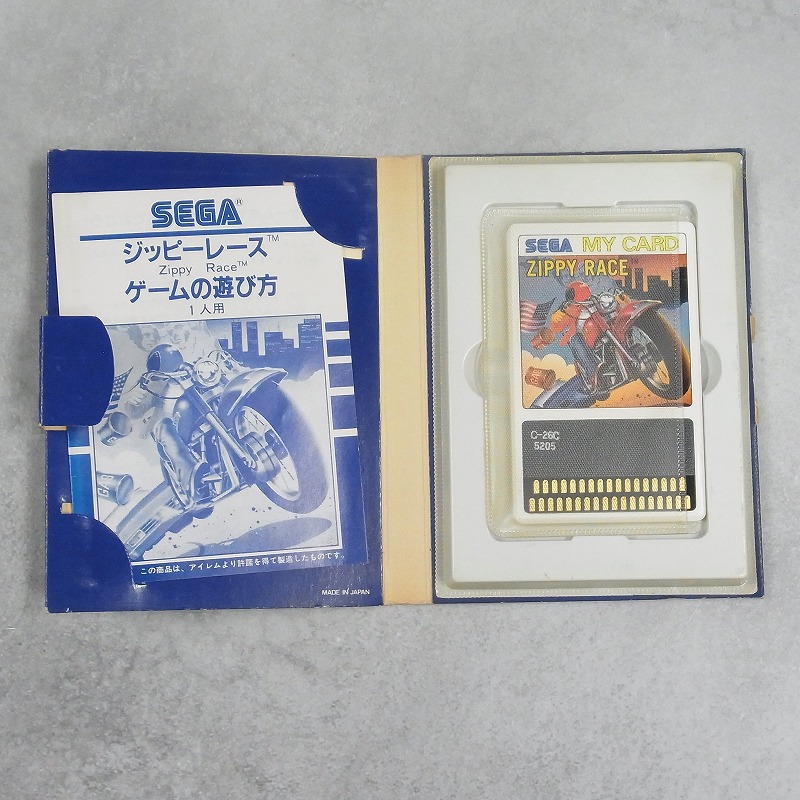 SEGA®
ジッピーレース™
Zippy Race™
ゲームの遊び方
1人用
この商品は、アイレムより許諾を得て製造したものです。
MADE IN JAPAN
SEGA MY CARD
ZIPPY RACE™
C-26C
5205